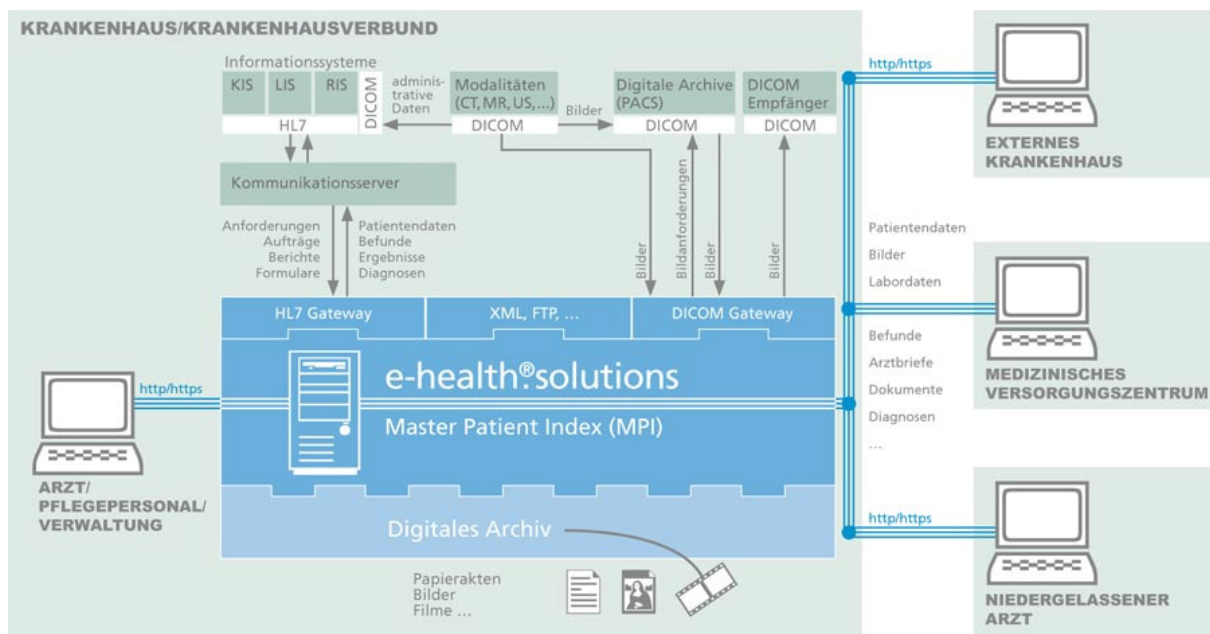 KRANKENHAUS/KRANKENHAUSVERBUND
Informationssysteme
KIS
LIS
RIS
DICOM
HL7
adminis-
trative
Daten
Modalitäten
(CT, MR, US, ...)
DICOM
Bilder
Digitale Archive
(PACS)
DICOM
DICOM
Empfänger
DICOM
Kommunikationsserver
Anforderungen
Aufträge
Berichte
Formulare
Patientendaten
Befunde
Ergebnisse
Diagnosen
Bilder
Bildanforderungen
Bilder
Bilder
HL7 Gateway
XML, FTP, ...
DICOM Gateway
e-health.®solutions
Master Patient Index (MPI)
Digitales Archiv
Papierakten
Bilder
Filme ...
http/https
ARZT/
PFLEGEPERSONAL/
VERWALTUNG
http/https
EXTERNES
KRANKENHAUS
Patientendaten
Bilder
Labordaten
Befunde
Arztbriefe
Dokumente
Diagnosen
...
MEDIZINISCHES
VERSORGUNGSZENTRUM
http/https
NIEDERGELASSENER
ARZT